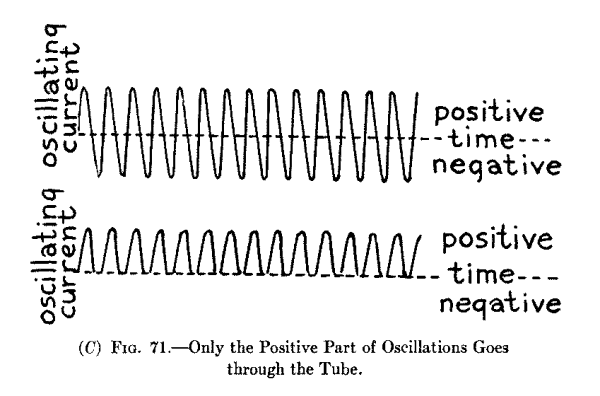 oscillating
current
positive
time
negative
oscillating
current
positive
time
negative
(C) FIG. 71.—Only the Positive Part of Oscillations Goes
through the Tube.